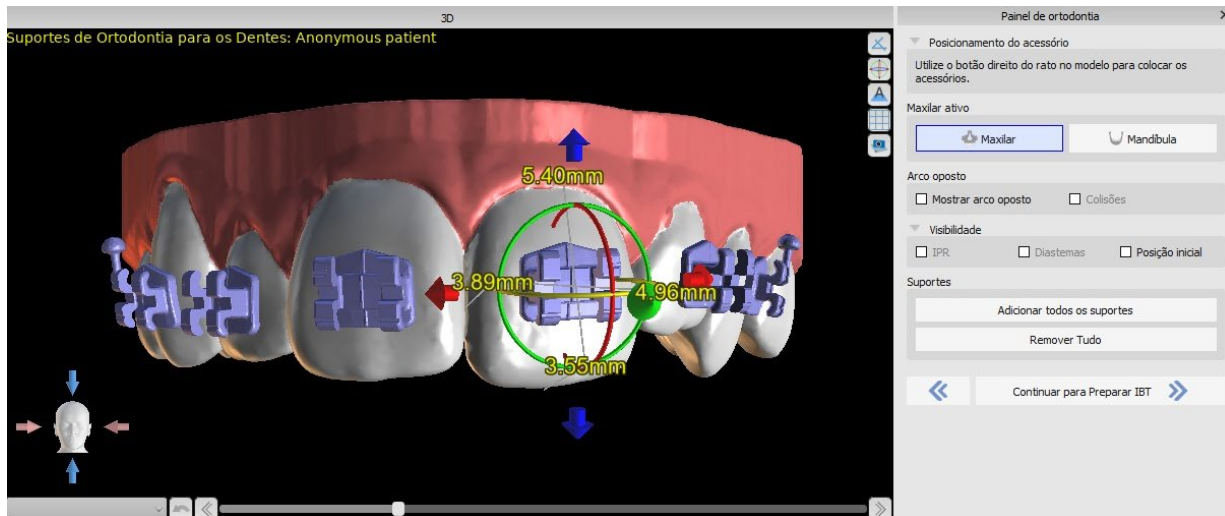 3D
Suportes de Ortodontia para os Dentes: Anonymous patient
5.40mm
3.89mm
4.96mm
3.55mm
Painel de ortodontia
Posicionamento do acessório
Utilize o botão direito do rato no modelo para colocar os
acessórios.
Maxilar ativo
Maxilar
Mandíbula
Arco oposto
Mostrar arco oposto
Colisões
Visibilidade
IPR
Diastemas
Posição inicial
Suportes
Adicionar todos os suportes
Remover Tudo
Continuar para Preparar IBT